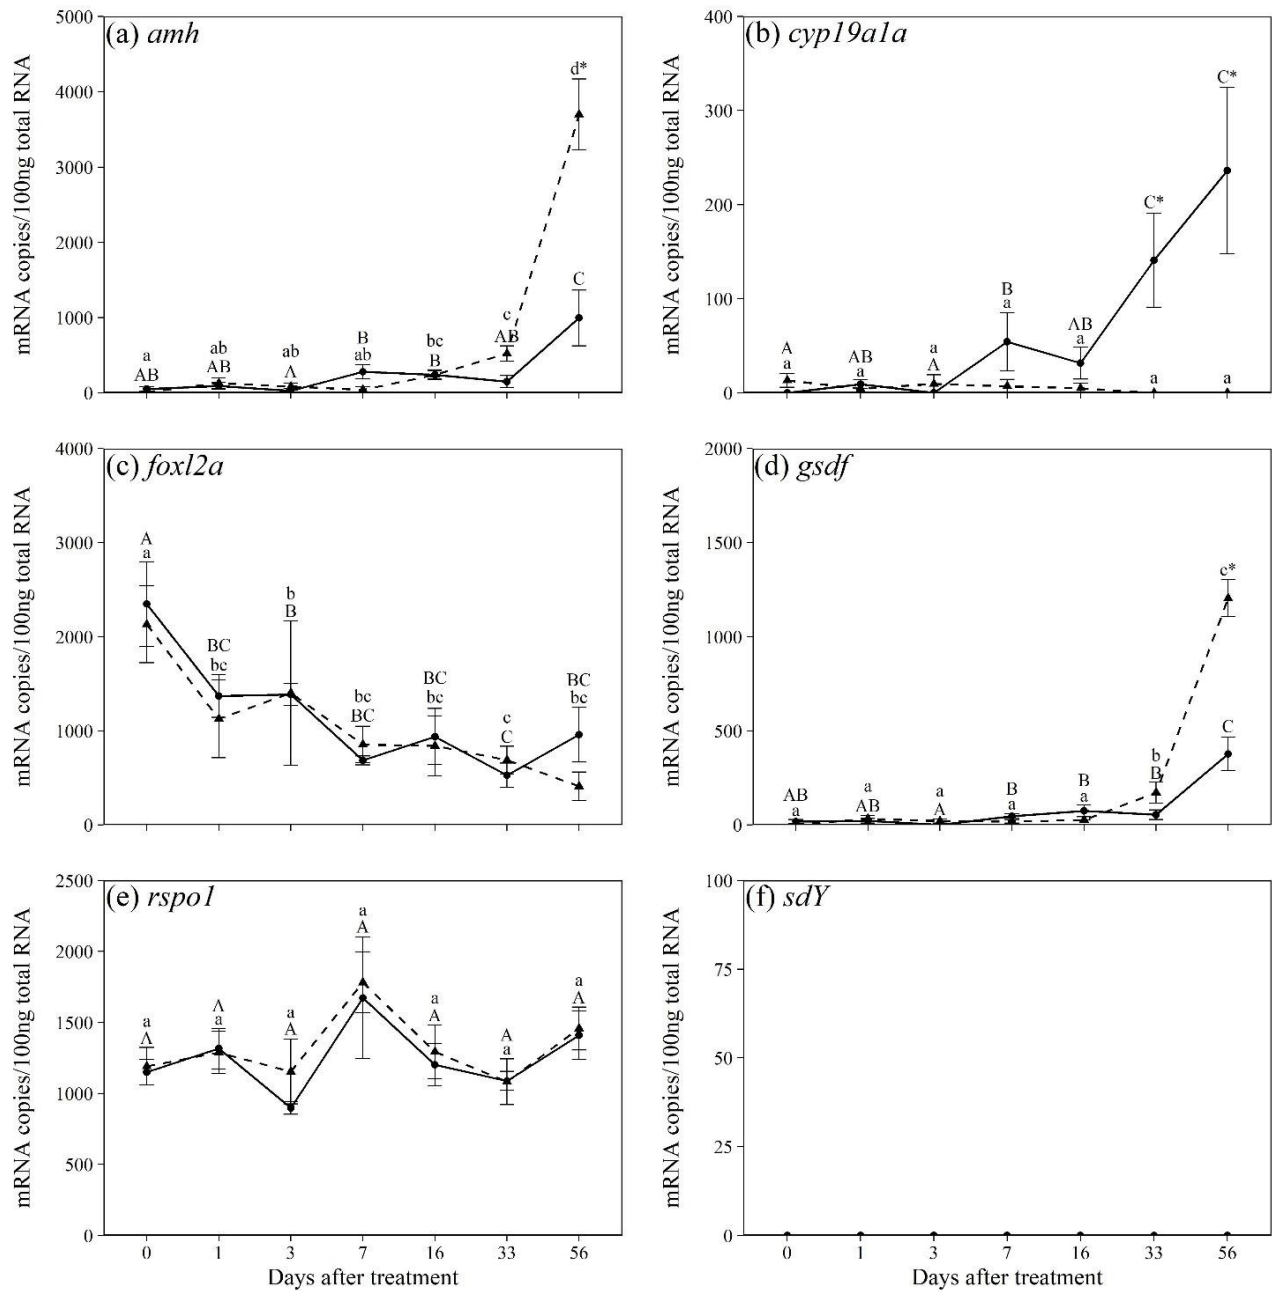 (a) amh
mRNA copies/100ng total RNA
5000
4000
3000
2000
1000
0
a
AB
ab
AB
ab
A
B
ab
bc
B
c
AB
d*
C
(b) cyp19a1a
mRNA copies/100ng total RNA
400
300
200
100
0
A
a
AB
a
a
A
B
a
AB
a
C*
a
C*
a
(c) foxl2a
mRNA copies/100ng total RNA
4000
3000
2000
1000
0
A
a
BC
bc
b
B
bc
BC
BC
bc
c
C
BC
bc
(d) gsdf
mRNA copies/100ng total RNA
2000
1500
1000
500
0
AB
a
a
AB
a
A
B
a
B
a
b
B
c*
C
(e) rspo1
mRNA copies/100ng total RNA
2500
2000
1500
1000
500
0
a
A
A
a
a
A
a
A
a
A
A
a
a
A
0 1 3 7 16 33 56
Days after treatment
(f) sdY
mRNA copies/100ng total RNA
100
75
50
25
0
0 1 3 7 16 33 56
Days after treatment